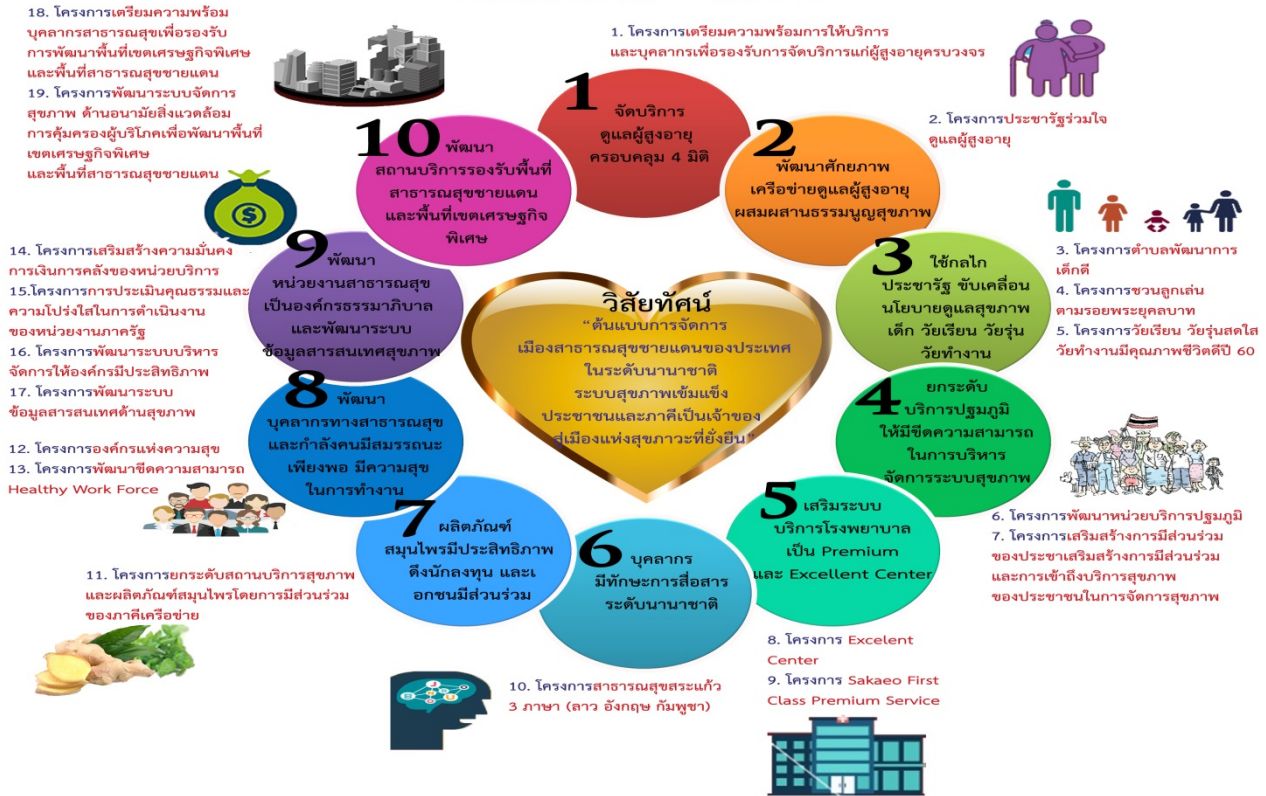 18. โครงการเตรียมความพร้อม
บุคลากรสาธารณสุขเพื่อรองรับ
การพัฒนาพื้นที่เขตเศรษฐกิจพิเศษ
และพื้นที่สาธารณสุขชายแดน
19. โครงการพัฒนาระบบจัดการ
สุขภาพ ด้านอนามัยสิ่งแวดล้อม
การคุ้มครองผู้บริโภคเพื่อพัฒนาพื้นที่
เขตเศรษฐกิจพิเศษ
และพื้นที่สาธารณสุขชายแดน
1. โครงการเตรียมความพร้อมการให้บริการ
และบุคลากรเพื่อรองรับการจัดบริการแก่ผู้สูงอายุครบวงจร
1
จัดบริการ
ดูแลผู้สูงอายุ
ครอบคลุม 4 มิติ
2. โครงการประชารัฐร่วมใจ
ดูแลผู้สูงอายุ
2
พัฒนาศักยภาพ
เครือข่ายดูแลผู้สูงอายุ
ผสมผสานธรรมนูญสุขภาพ
3. โครงการตำบลพัฒนาการ
เด็กดี
4. โครงการชวนลูกเล่น
ตามรอยพระยุคลบาท
5. โครงการวัยเรียน วัยรุ่นสดใส
วัยทำงานมีคุณภาพชีวิตดีปี 60
3 ใช้กลไก
ประชารัฐ ขับเคลื่อน
นโยบายดูแลสุขภาพ
เด็ก วัยเรียน วัยรุ่น
วัยทำงาน
4 ยกระดับ
บริการปฐมภูมิ
ให้มีขีดความสามารถ
ในการบริหาร
จัดการระบบสุขภาพ
6. โครงการพัฒนาหน่วยบริการปฐมภูมิ
7. โครงการเสริมสร้างการมีส่วนร่วม
ของประชาเสริมสร้างการมีส่วนร่วม
และการเข้าถึงบริการสุขภาพ
ของประชาชนในการจัดการสุขภาพ
5 เสริมระบบ
บริการโรงพยาบาล
เป็น Premium
และ Excellent Center
8. โครงการ Excelent
Center
9. โครงการ Sakaeo First
Class Premium Service
6 บุคลากร
มีทักษะการสื่อสาร
ระดับนานาชาติ
10. โครงการสาธารณสุขสระแก้ว
3 ภาษา (ลาว อังกฤษ กัมพูชา)
7 ผลิตภัณฑ์
สมุนไพรมีประสิทธิภาพ
ดึงนักลงทุน และเ
อกชนมีส่วนร่วม
11. โครงการยกระดับสถานบริการสุขภาพ
และผลิตภัณฑ์สมุนไพรโดยการมีส่วนร่วม
ของภาคีเครือข่าย
8 พัฒนา
บุคลากรทางสาธารณสุข
และกำลังคนมีสมรรถนะ
เพียงพอ มีความสุข
ในการทำงาน
12. โครงการองค์กรแห่งความสุข
13. โครงการพัฒนาขีดความสามารถ
Healthy Work Force
9 พัฒนา
หน่วยงานสาธารณสุข
เป็นองค์กรธรรมาภิบาล
และพัฒนาระบบ
ข้อมูลสารสนเทศสุขภาพ
14. โครงการเสริมสร้างความมั่นคง
การเงินการคลังของหน่วยบริการ
15.โครงการการประเมินคุณธรรมและ
ความโปร่งใสในการดำเนินงาน
ของหน่วยงานภาครัฐ
16. โครงการพัฒนาระบบบริหาร
จัดการให้องค์กรมีประสิทธิภาพ
17. โครงการพัฒนาระบบ
ข้อมูลสารสนเทศด้านสุขภาพ
10 พัฒนา
สถานบริการรองรับพื้นที่
สาธารณสุขชายแดน
และพื้นที่เขตเศรษฐกิจ
พิเศษ
วิสัยทัศน์
“ต้นแบบการจัดการ
เมืองสาธารณสุขชายแดนของประเทศ
ในระดับนานาชาติ
ระบบสุขภาพเข้มแข็ง
ประชาชนและภาคีเป็นเจ้าของ
สู่เมืองแห่งสุขภาวะที่ยั่งยืน”